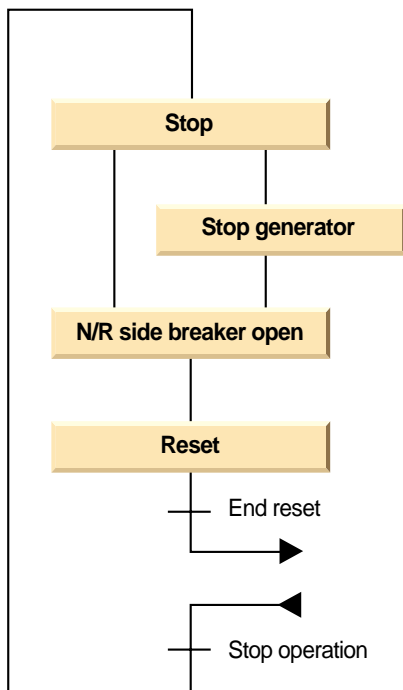 Stop
Stop generator
N/R side breaker open
Reset
End reset
Stop operation